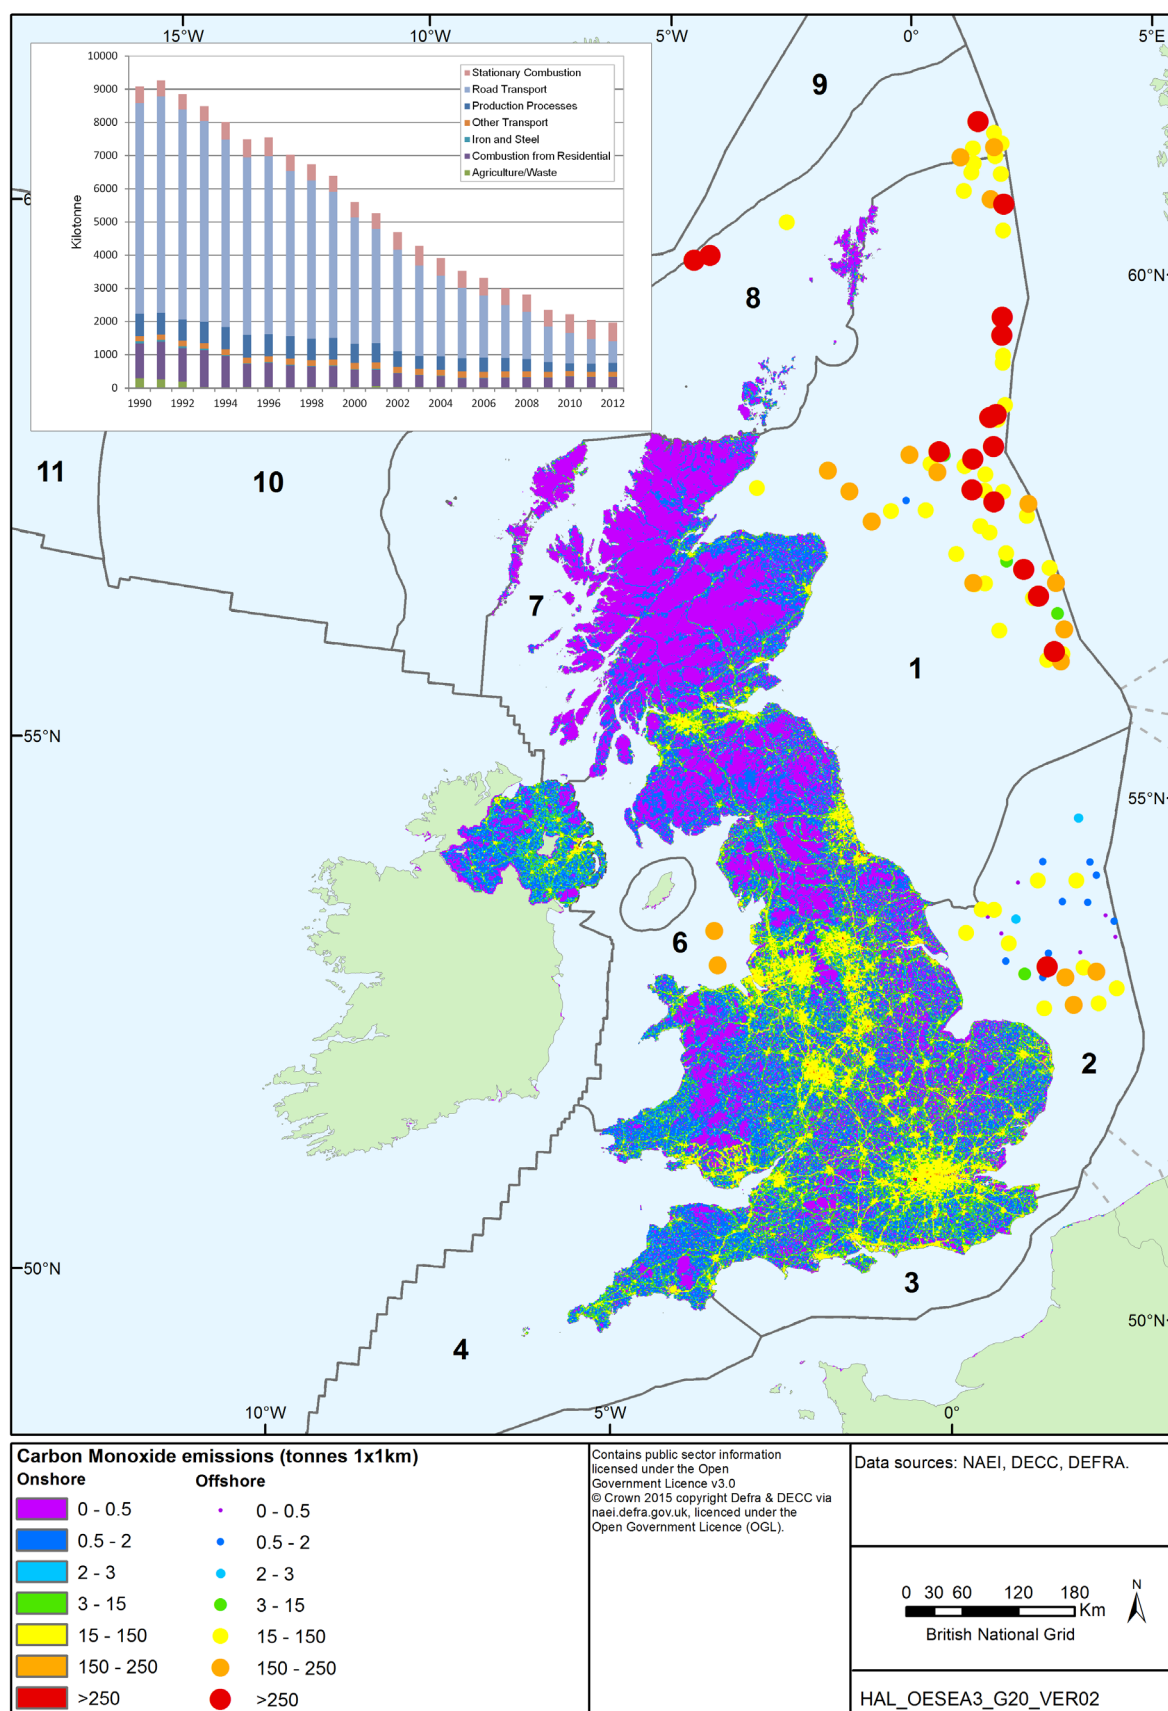 15°W
10°W
5°W
0°
5°E
10000
9000
8000
7000
6000
5000
4000
3000
2000
1000
0
Kilotonne
1990
1992
1994
1996
1998
2000
2002
2004
2006
2008
2010
2012
Stationary Combustion
Road Transport
Production Processes
Other Transport
Iron and Steel
Combustion from Residential
Agriculture/Waste
9
8
60°N
11
10
7
1
55°N
55°N
6
2
50°N
3
50°N
4
10°W
5°W
0°
Carbon Monoxide emissions (tonnes 1x1km)
Onshore
Offshore
0 - 0.5
0.5 - 2
2 - 3
3 - 15
15 - 150
150 - 250
>250
0 - 0.5
0.5 - 2
2 - 3
3 - 15
15 - 150
150 - 250
>250
Contains public sector information
licensed under the Open
Government Licence v3.0
© Crown 2015 copyright Defra & DECC via
naei.defra.gov.uk, licenced under the
Open Government Licence (OGL).
Data sources: NAEI, DECC, DEFRA.
0 30 60 120 180
Km
British National Grid
N
HAL_OESEA3_G20_VER02